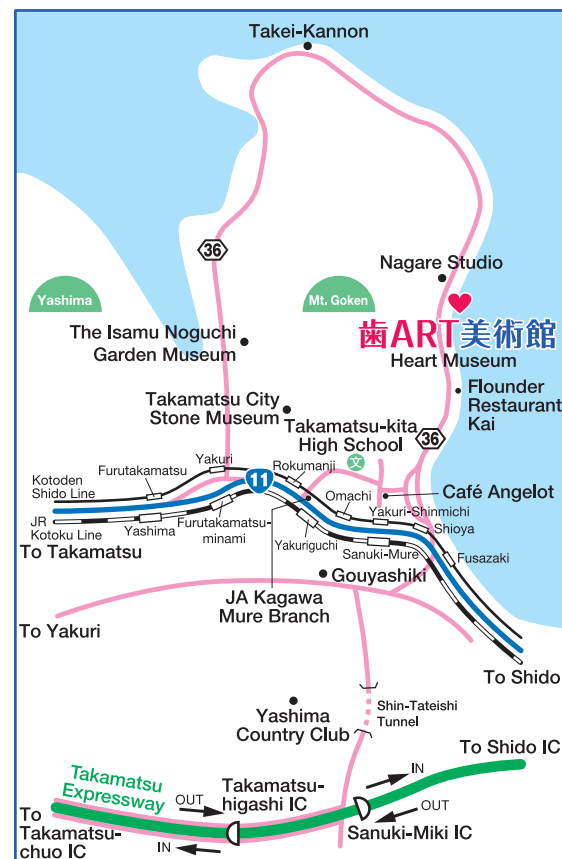 Takei-Kannon
36
Nagare Studio
Yashima
Mt. Goken
歯ART美術館
Heart Museum
The Isamu Noguchi
Garden Museum
Flounder
Restaurant
Kai
Takamatsu City
Stone Museum
Takamatsu-kita
High School
36
文
Yakuri
Rokumanji
Furutakamatsu
Kotoden
Shido Line
11
Omachi
Café Angelot
Yakuri-Shinmichi
Shioya
JR
Kotoku Line
Yashima
Furutakamatsu-
minami
Yakuriguchi
Sanuki-Mure
Fusazaki
To Takamatsu
Gouyashiki
JA Kagawa
Mure Branch
To Yakuri
To Shido
Yashima
Country Club
Shin-Tateishi
Tunnel
To Shido IC
Takamatsu
Expressway
OUT
Takamatsu-
higashi IC
IN
OUT
To
Takamatsu-
chuo IC
IN
Sanuki-Miki IC